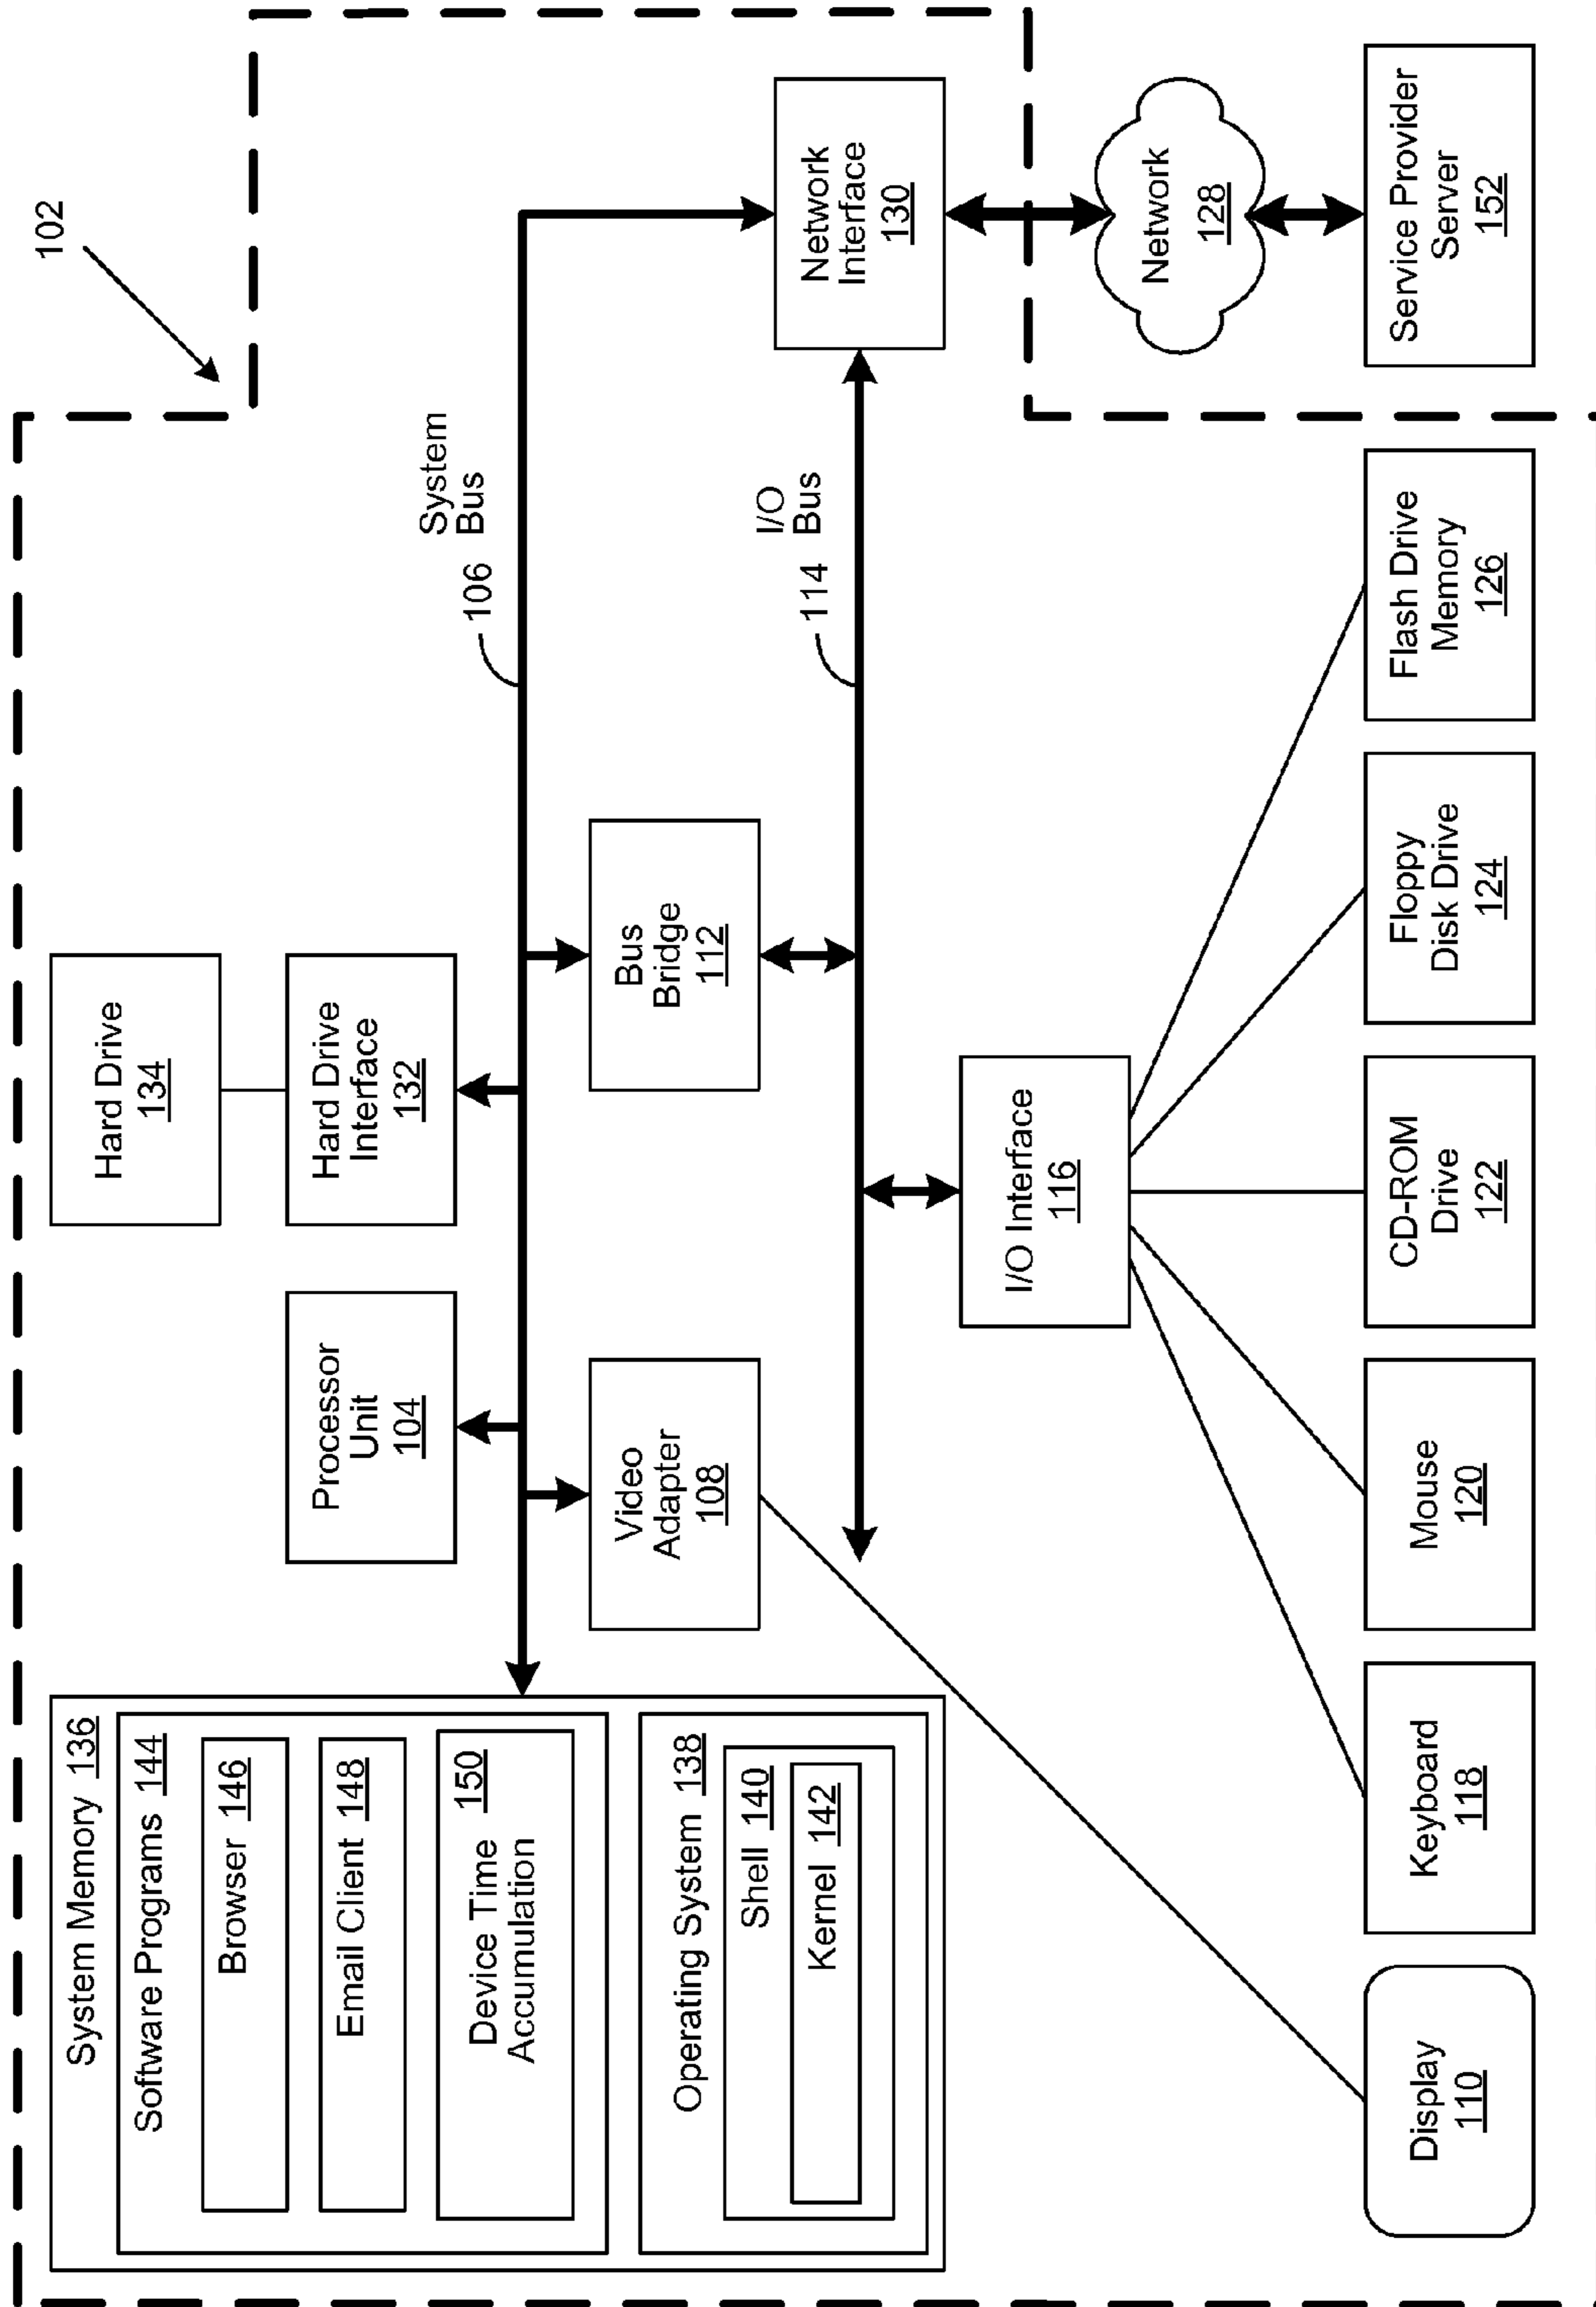 102
System Memory 136
Software Programs 144
Browser 146
Email Client 148
Device Time
Accumulation
150
Operating System 138
Shell 140
Kernel 142
Hard Drive
134
Processor
Unit
104
Hard Drive
Interface
132
System
Bus
106
Video
Adapter
108
Bus
Bridge
112
Network
Interface
130
I/O
Bus
114
I/O Interface
116
Network
128
Display
110
Keyboard
118
Mouse
120
CD-ROM
Drive
122
Floppy
Disk Drive
124
Flash Drive
Memory
126
Service Provider
Server
152